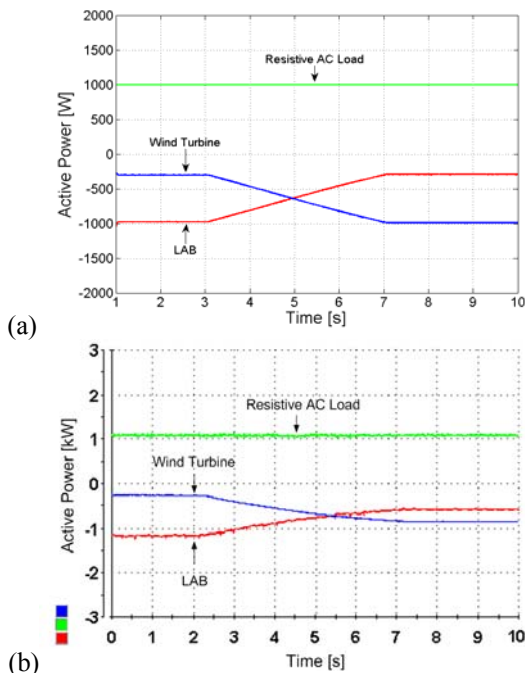 2000
1500
Resistive AC Load
1000
500
Wind Turbine
0
-500
-1000
LAB
-1500
-2000
Active Power [W]
1 2 3 4 5 6 7 8 9 10
Time [s]
(a)
3
2
Resistive AC Load
1
Wind Turbine
0
-1
LAB
-2
-3
Active Power [kW]
0 1 2 3 4 5 6 7 8 9 10
Time [s]
(b)